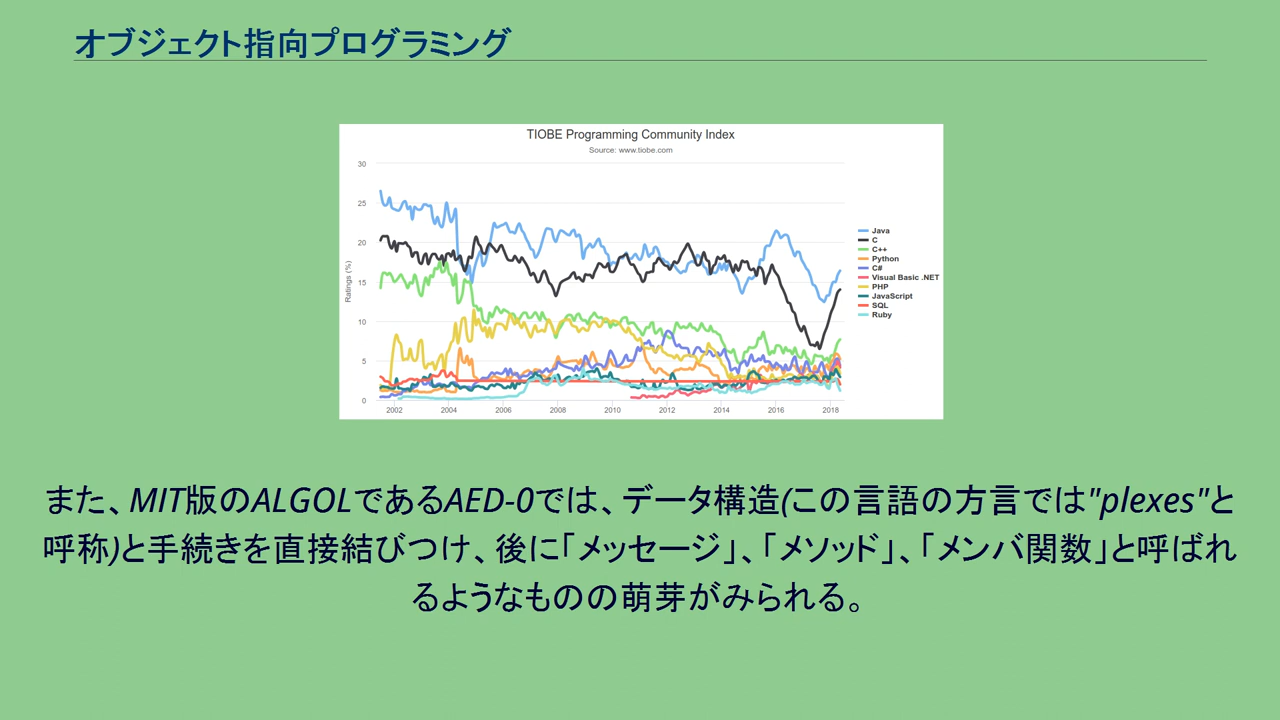 オブジェクト指向プログラミング
TIOBE Programming Community Index
Source: www.tiobe.com
Ratings (%)
30
25
20
15
10
5
0
2002 2004 2006 2008 2010 2012 2014 2016 2018
Java
C
C++
Python
C#
Visual Basic .NET
PHP
JavaScript
SQL
Ruby
また、MIT版のALGOLであるAED-0では、データ構造(この言語の方言では"plexes"と
呼称)と手続きを直接結びつけ、後に「メッセージ」、「メソッド」、「メンバ関数」と呼ばれ
るようなものの萌芽がみられる。